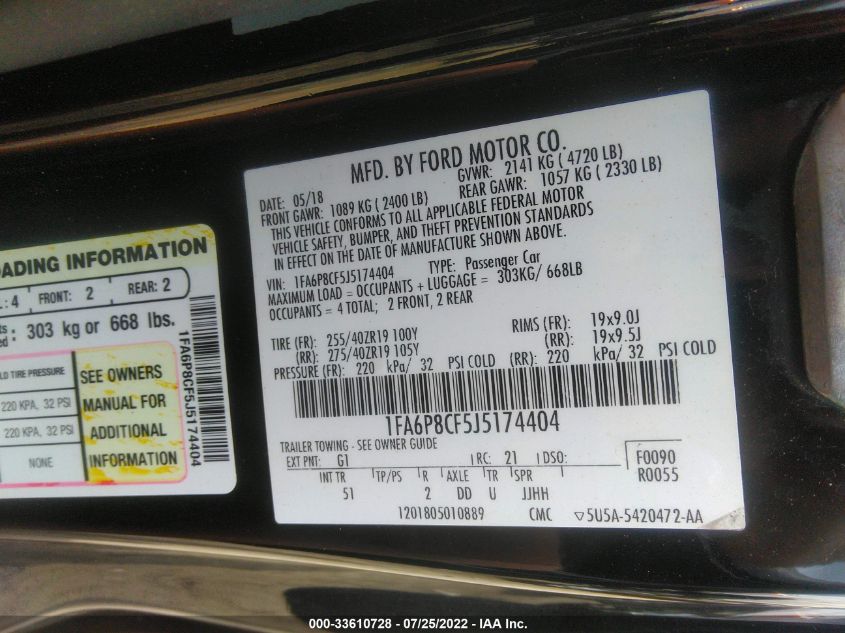 MFD. BY FORD MOTOR CO.
DATE: 05/18 GVWR: 2141 KG ( 4720 LB)
FRONT GAWR: 1089 KG ( 2400 LB) REAR GAWR: 1057 KG ( 2330 LB)
THIS VEHICLE CONFORMS TO ALL APPLICABLE FEDERAL MOTOR
VEHICLE SAFETY, BUMPER, AND THEFT PREVENTION STANDARDS
IN EFFECT ON THE DATE OF MANUFACTURE SHOWN ABOVE.
VIN: 1FA6P8CF5J5174404 TYPE: Passenger Car
MAXIMUM LOAD = OCCUPANTS + LUGGAGE = 303KG/ 668LB
OCCUPANTS = 4 TOTAL; 2 FRONT, 2 REAR
TIRE (FR): 255/40ZR19 100Y RIMS (FR): 19x9.0J
(RR): 275/40ZR19 105Y (RR): 19x9.5J
PRESSURE (FR): 220 kPa/ 32 PSI COLD (RR): 220 kPa/ 32 PSI COLD
1FA6P8CF5J5174404
TRAILER TOWING - SEE OWNER GUIDE
EXT PNT: G1 RC: 21 DSO: F0090
R0055
INT TR TP/PS R AXLE TR SPR
51 2 DD U JJHH
1201805010889 CMC ▽5U5A-5420472-AA
OADING INFORMATION
: 4 FRONT: 2 REAR: 2
303 kg or 668 lbs.
LD TIRE PRESSURE
220 KPA, 32 PSI
220 KPA, 32 PSI
NONE
SEE OWNERS
MANUAL FOR
ADDITIONAL
INFORMATION
1FA6P8CF5J5174404
000-33610728 - 07/25/2022 - IAA Inc.